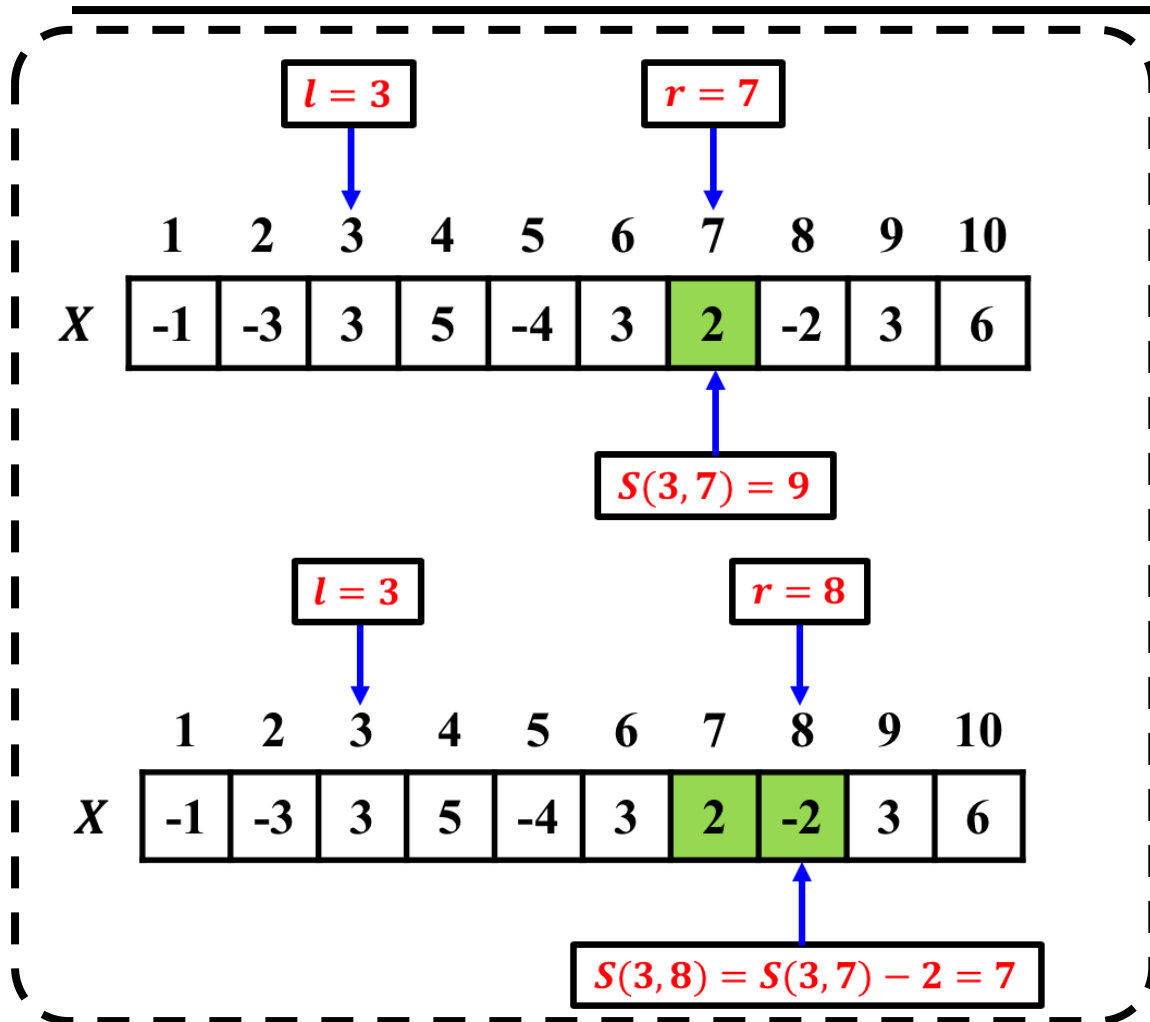 l = 3 r = 7
1 2 3 4 5 6 7 8 9 10
X -1 -3 3 5 -4 3 2 -2 3 6
S(3, 7) = 9
l = 3 r = 8
1 2 3 4 5 6 7 8 9 10
X -1 -3 3 5 -4 3 2 -2 3 6
S(3, 8) = S(3, 7) − 2 = 7